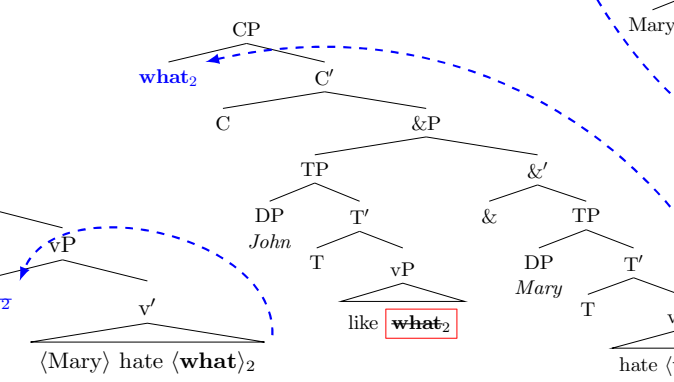 CP
Mary
what₂
C′
C
&P
TP
&′
DP
T′
&
TP
John
vP
T
vP
DP
T′
Mary
v′
T
like what₂
hate
⟨Mary⟩ hate ⟨what⟩₂